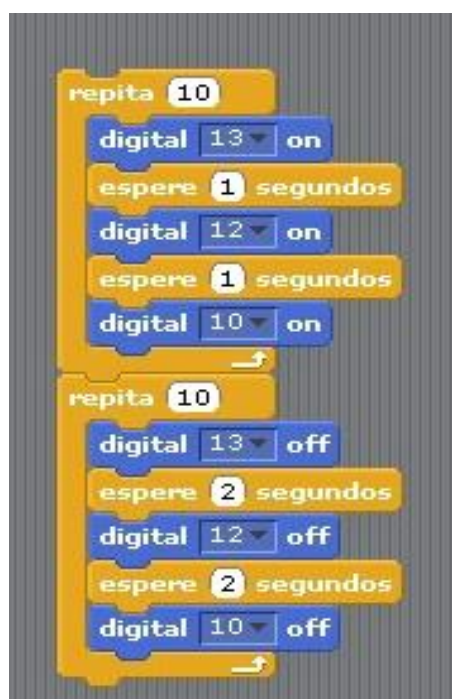 repita 10
digital 13 on
espere 1 segundos
digital 12 on
espere 1 segundos
digital 10 on
repita 10
digital 13 off
espere 2 segundos
digital 12 off
espere 2 segundos
digital 10 off